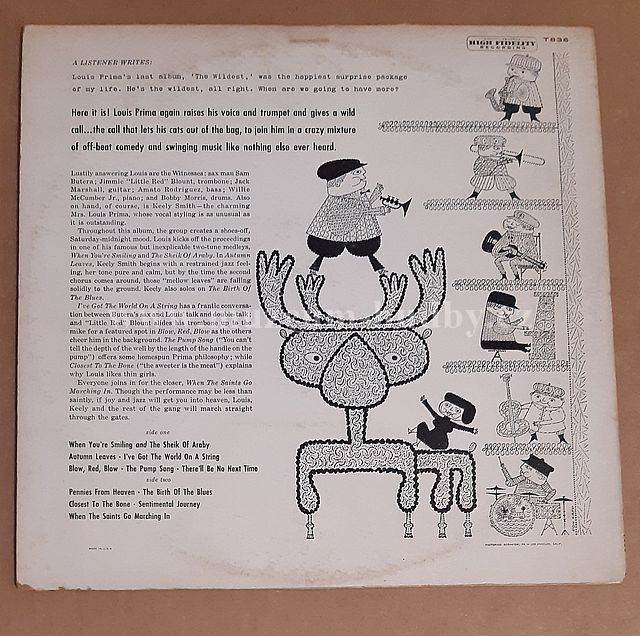 HIGH FIDELITY
RECORDING
T836
A LISTENER WRITES:
Louis Prima's last album, 'The Wildest,' was the happiest surprise package
of my life. He's the wildest, all right. When are we going to have more?
Here it is! Louis Prima again raises his voice and trumpet and gives a wild
call...the call that lets his cats out of the bag, to join him in a crazy mixture
of off-beat comedy and swinging music like nothing else ever heard.
Lustily answering Louis are the Witnesses: sax man Sam
Butera; Jimmie "Little Red" Blount, trombone; Jack
Marshall, guitar; Amato Rodriguez, bass; Willie
McCumber Jr., piano; and Bobby Morris, drums. Also
on hand, of course, is Keely Smith—the charming
Mrs. Louis Prima, whose vocal styling is as unusual as
it is outstanding.
Throughout this album, the group creates a shoes-off,
Saturday-midnight mood. Louis kicks off the proceedings
in one of his famous but inexplicable two-tone medleys,
When You're Smiling and The Sheik Of Araby. In Autumn
Leaves, Keely Smith begins with a restrained jazz feel-
ing, her tone pure and calm, but by the time the second
chorus comes around, those "mellow leaves" are falling
solidly to the ground. Keely also solos on The Birth Of
The Blues.
I've Got The World On A String has a frantic conversa-
tion between Butera's sax and Louis' talk and double-talk;
and "Little Red" Blount slides his trombone up to the
mike for a featured spot in Blow, Red, Blow as the others
cheer him in the background. The Pump Song ("You can't
tell the depth of the well by the length of the handle on the
pump") offers some homespun Prima philosophy; while
Closest To The Bone ("the sweeter is the meat") explains
why Louis likes thin girls.
Everyone joins in for the closer, When The Saints Go
Marching In. Though the performance may be less than
saintly, if joy and jazz will get you into heaven, Louis,
Keely and the rest of the gang will march straight
through the gates.
side one
When You're Smiling and The Sheik Of Araby
Autumn Leaves · I've Got The World On A String
Blow, Red, Blow · The Pump Song · There'll Be No Next Time
side two
Pennies From Heaven · The Birth Of The Blues
Closest To The Bone · Sentimental Journey
When The Saints Go Marching In
MADE IN U.S.A.